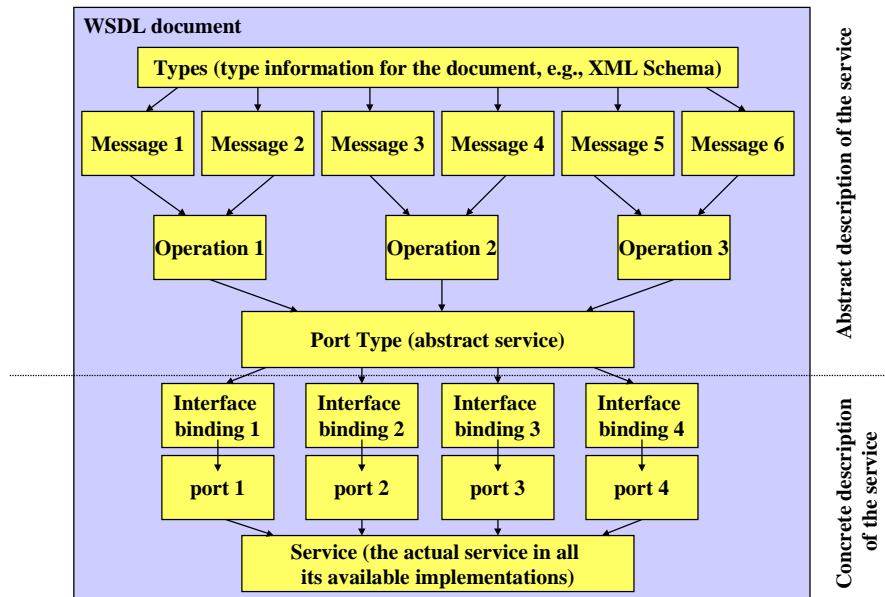 WSDL document
Types (type information for the document, e.g., XML Schema)
Message 1
Message 2
Message 3
Message 4
Message 5
Message 6
Operation 1
Operation 2
Operation 3
Port Type (abstract service)
Abstract description of the service
Interface
binding 1
Interface
binding 2
Interface
binding 3
Interface
binding 4
port 1
port 2
port 3
port 4
Service (the actual service in all
its available implementations)
Concrete description
of the service